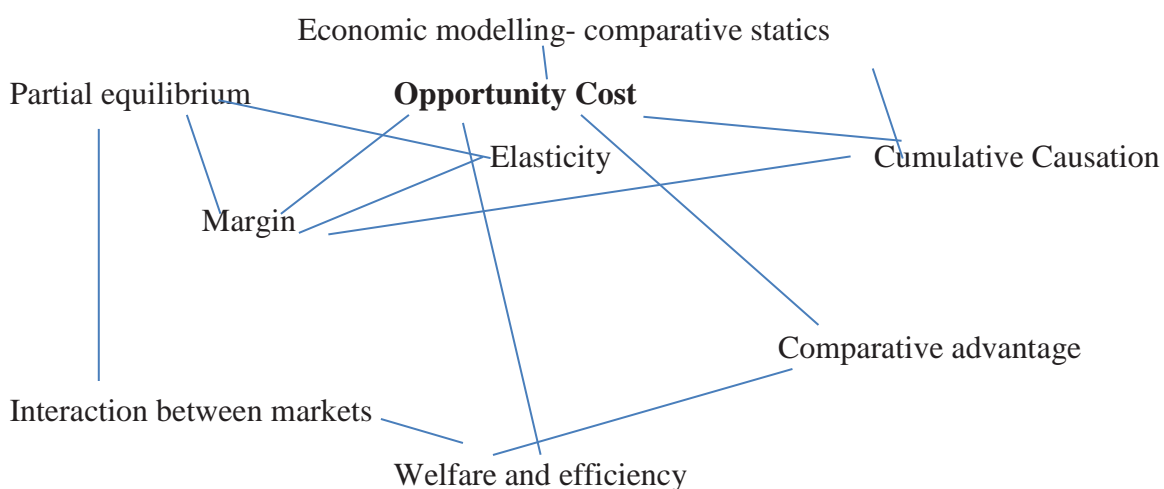 Economic modelling- comparative statics
Partial equilibrium
Opportunity Cost
Elasticity
Cumulative Causation
Margin
Comparative advantage
Interaction between markets
Welfare and efficiency